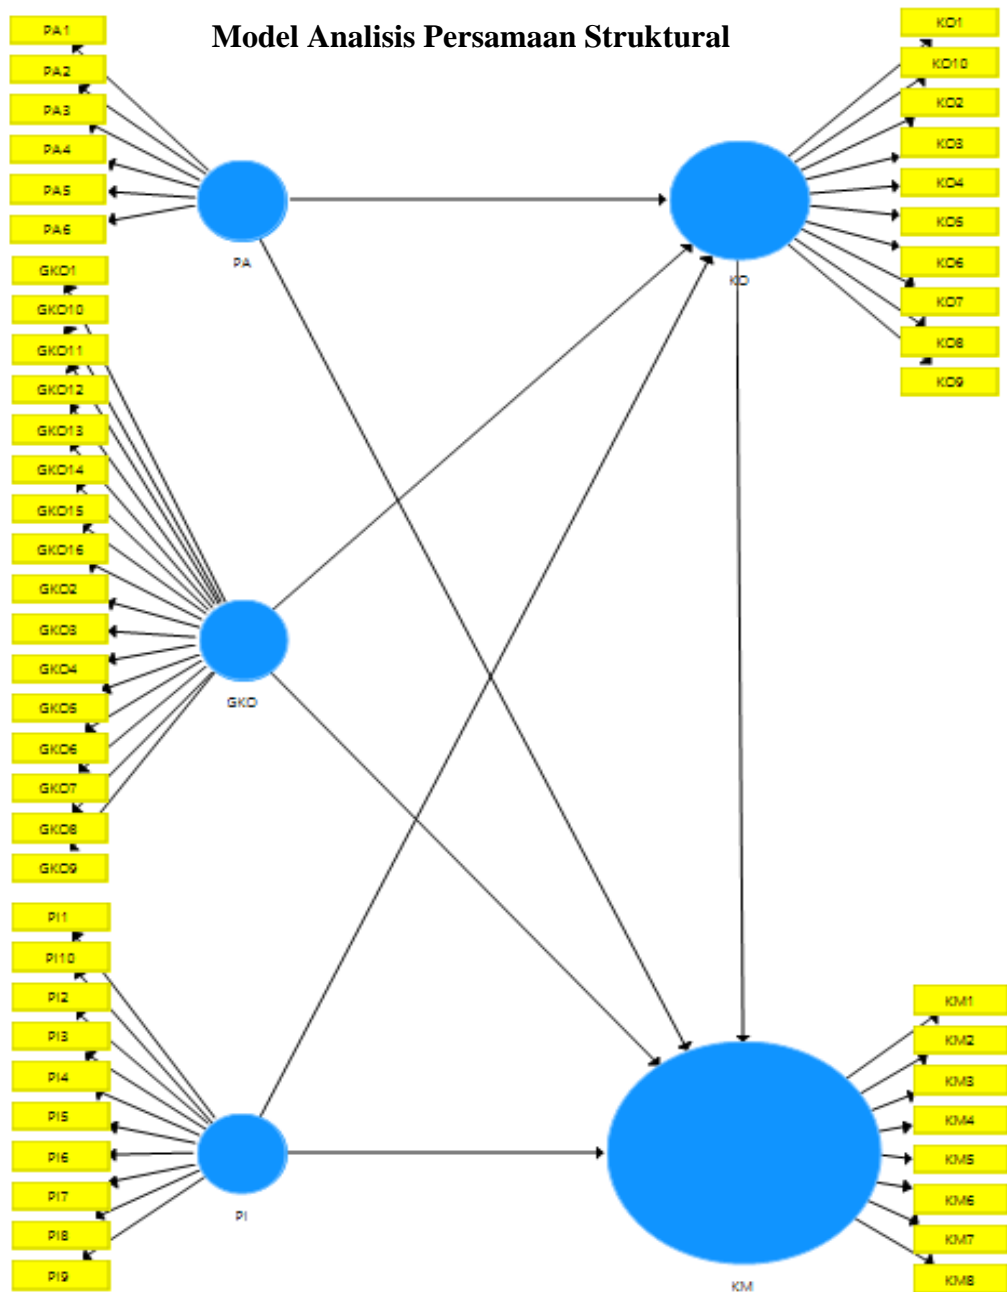 Model Analisis Persamaan Struktural
PA1
PA2
PA3
PA4
PA5
PA6
PA
GKO1
GKO10
GKO11
GKO12
GKO13
GKO14
GKO15
GKO16
GKO2
GKO3
GKO4
GKO5
GKO6
GKO7
GKO8
GKO9
GKO
PI1
PI10
PI2
PI3
PI4
PI5
PI6
PI7
PI8
PI9
PI
KO1
KO10
KO2
KO3
KO4
KO5
KO6
KO7
KO8
KO9
KO
KM1
KM2
KM3
KM4
KM5
KM6
KM7
KM8
KM